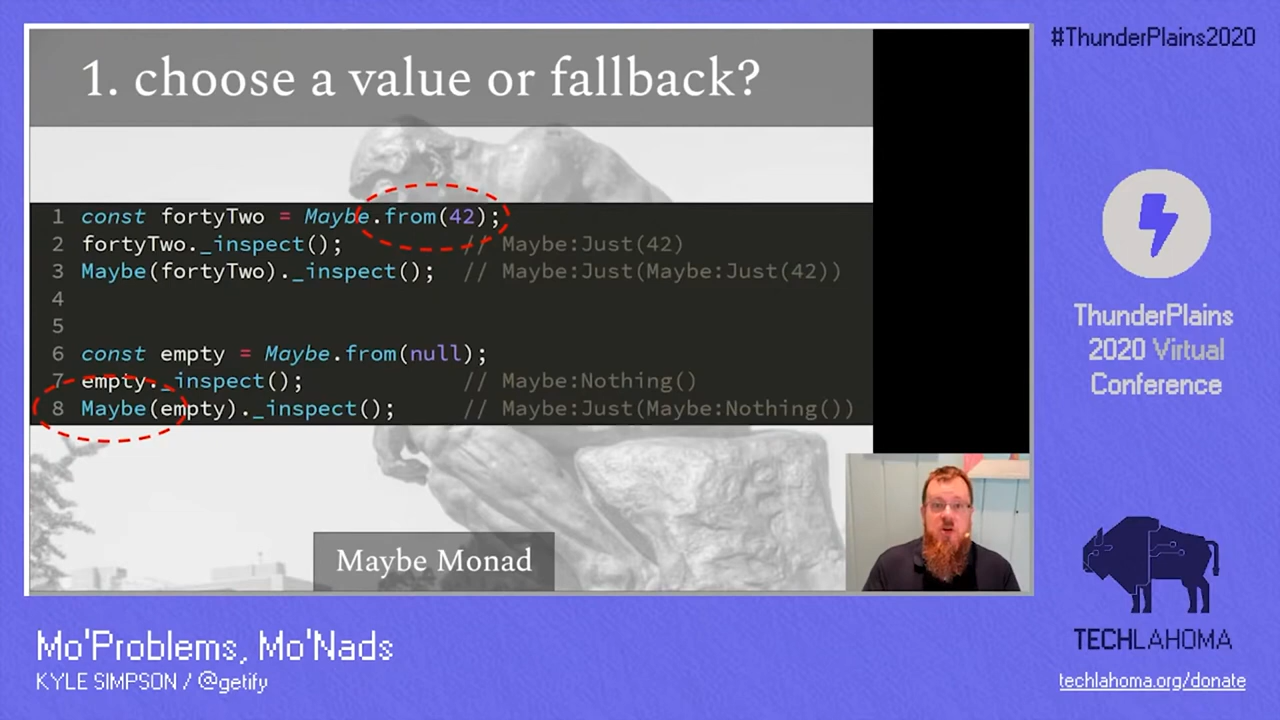 #ThunderPlains2020
1. choose a value or fallback?
1 const fortyTwo = Maybe.from(42);
2 fortyTwo._inspect(); // Maybe:Just(42)
3 Maybe(fortyTwo)._inspect(); // Maybe:Just(Maybe:Just(42))
4
5
6 const empty = Maybe.from(null);
7 empty._inspect(); // Maybe:Nothing()
8 Maybe(empty)._inspect(); // Maybe:Just(Maybe:Nothing())
Maybe Monad
ThunderPlains
2020 Virtual
Conference
TECHLAHOMA
techlahoma.org/donate
Mo'Problems, Mo'Nads
KYLE SIMPSON / @getify